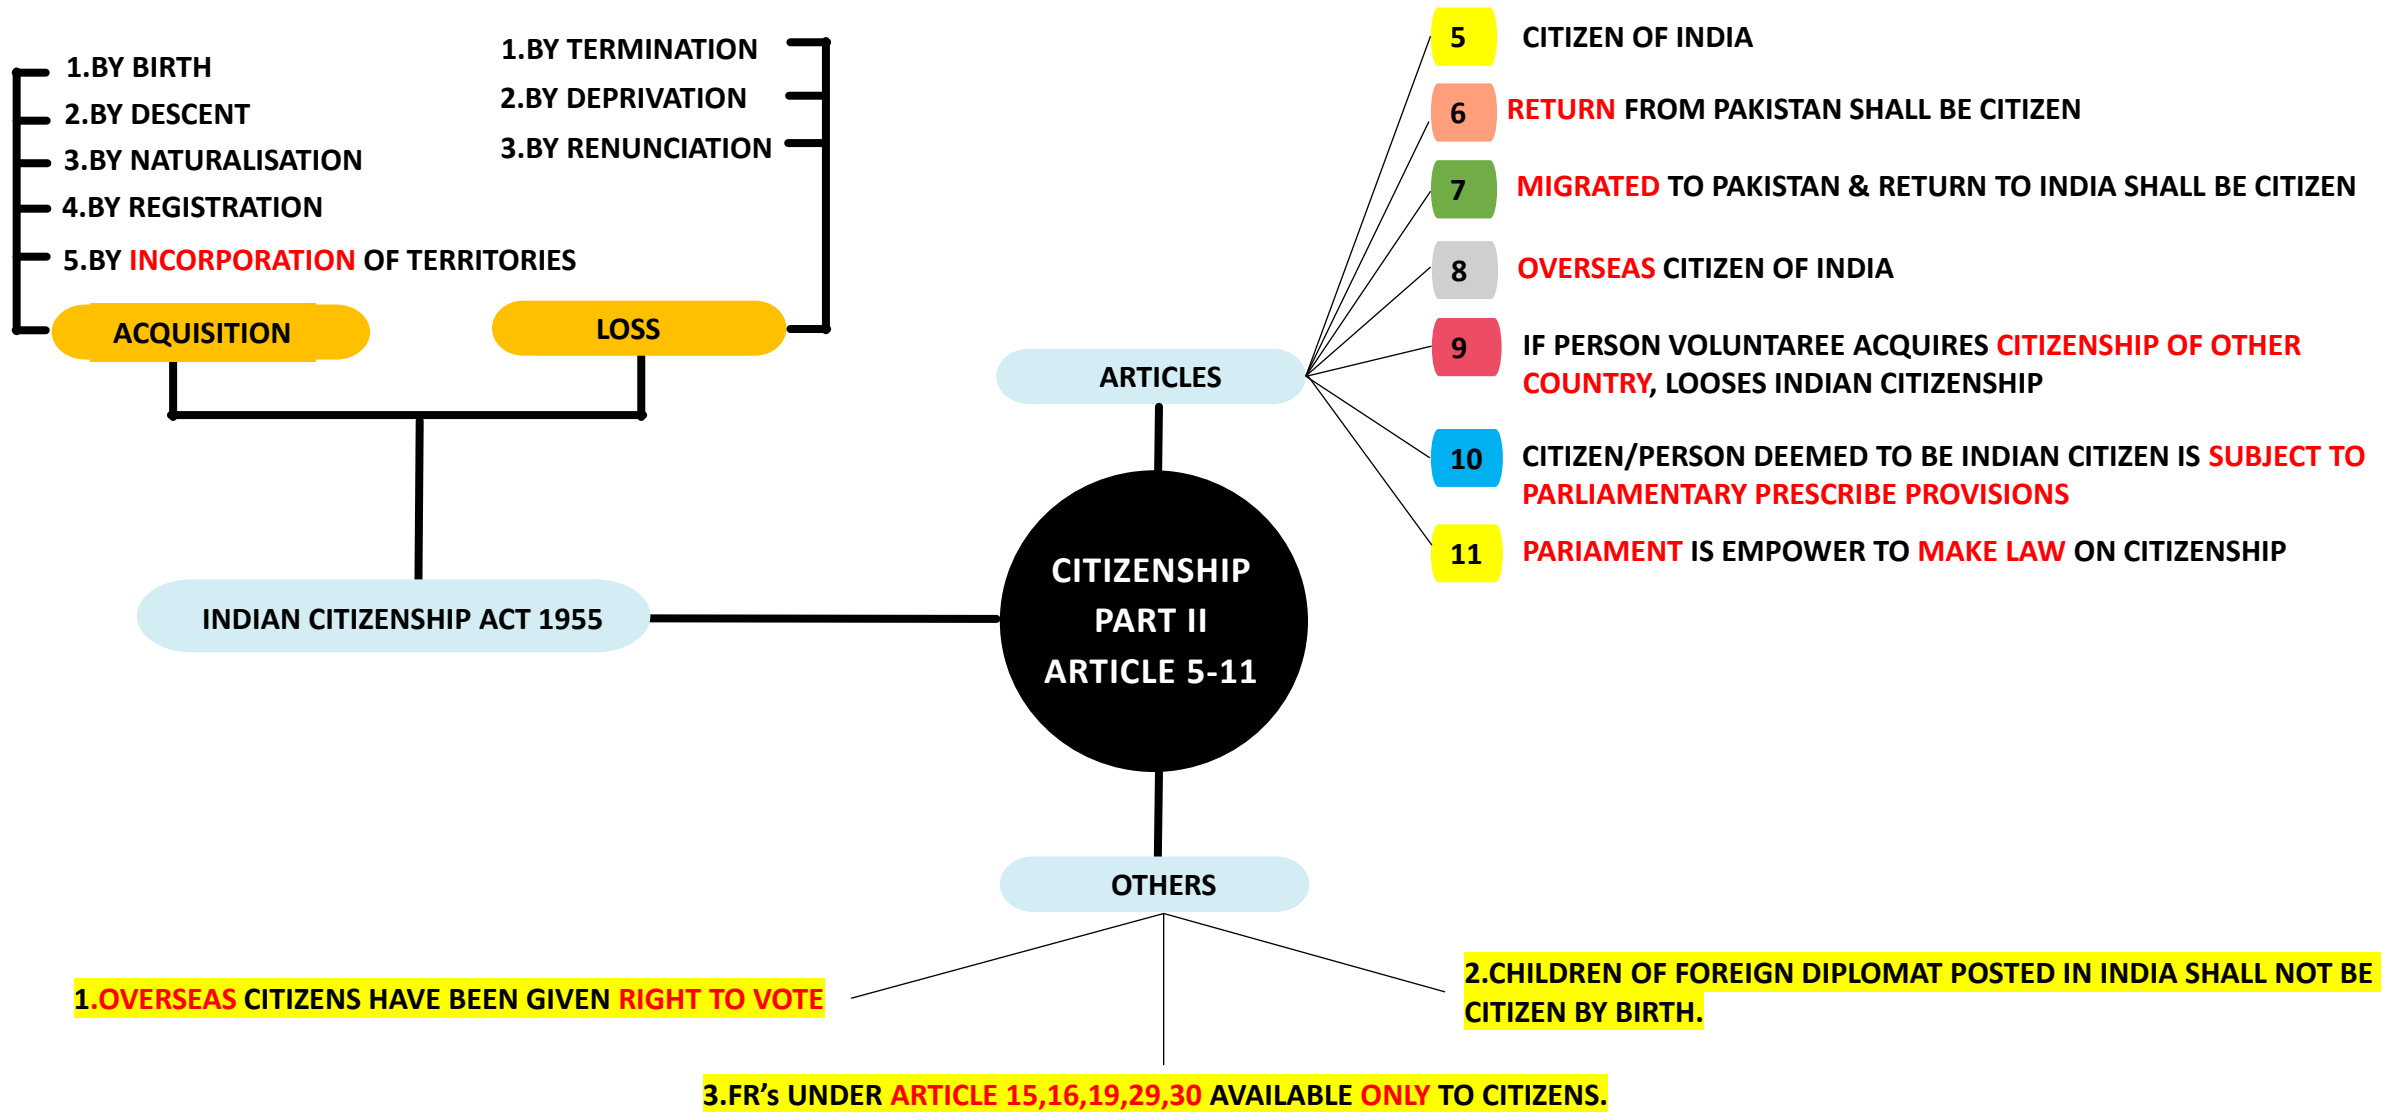 1.BY BIRTH
2.BY DESCENT
3.BY NATURALISATION
4.BY REGISTRATION
5.BY INCORPORATION OF TERRITORIES
ACQUISITION
1.BY TERMINATION
2.BY DEPRIVATION
3.BY RENUNCIATION
LOSS
INDIAN CITIZENSHIP ACT 1955
CITIZENSHIP
PART II
ARTICLE 5-11
ARTICLES
5 CITIZEN OF INDIA
6 RETURN FROM PAKISTAN SHALL BE CITIZEN
7 MIGRATED TO PAKISTAN & RETURN TO INDIA SHALL BE CITIZEN
8 OVERSEAS CITIZEN OF INDIA
9 IF PERSON VOLUNTAREE ACQUIRES CITIZENSHIP OF OTHER
COUNTRY, LOOSES INDIAN CITIZENSHIP
10 CITIZEN/PERSON DEEMED TO BE INDIAN CITIZEN IS SUBJECT TO
PARLIAMENTARY PRESCRIBE PROVISIONS
11 PARIAMENT IS EMPOWER TO MAKE LAW ON CITIZENSHIP
OTHERS
1.OVERSEAS CITIZENS HAVE BEEN GIVEN RIGHT TO VOTE
2.CHILDREN OF FOREIGN DIPLOMAT POSTED IN INDIA SHALL NOT BE
CITIZEN BY BIRTH.
3.FR's UNDER ARTICLE 15,16,19,29,30 AVAILABLE ONLY TO CITIZENS.